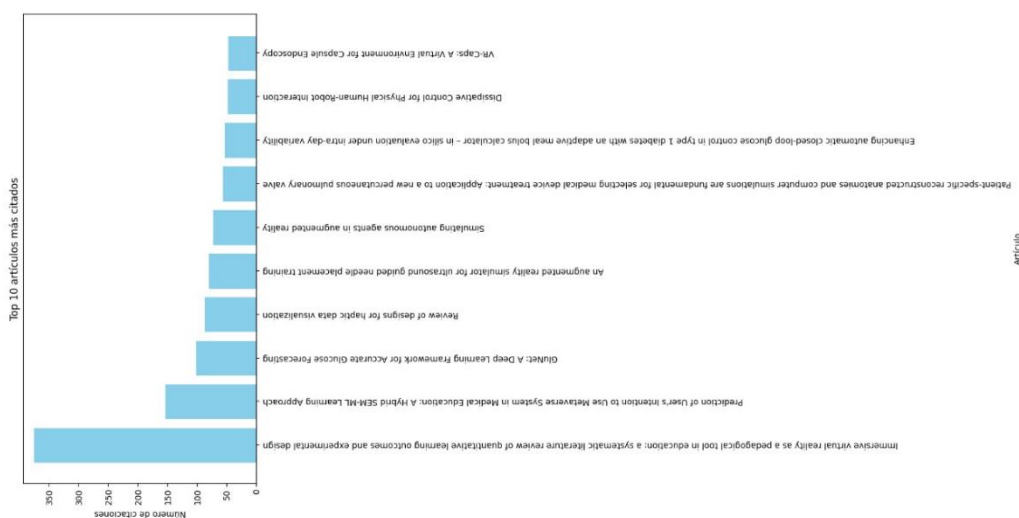 Top 10 artículos más citados
Número de citaciones
350
300
250
200
150
100
50
0
Immersive virtual reality as a pedagogical tool in education: a systematic literature review of quantitative learning outcomes and experimental design
Prediction of User's Intention to Use Metaverse System in Medical Education: A Hybrid SEM-ML Learning Approach
GluNet: A Deep Learning Framework for Accurate Glucose Forecasting
Review of designs for haptic data visualization
An augmented reality simulator for ultrasound guided needle placement training
Simulating autonomous agents in augmented reality
Patient-specific reconstructed anatomies and computer simulations are fundamental for selecting medical device treatment: Application to a new percutaneous pulmonary valve
Enhancing automatic closed-loop glucose control in type 1 diabetes with an adaptive meal bolus calculator – in silico evaluation under intra-day variability
Dissipative Control for Physical Human-Robot Interaction
VR-Caps: A Virtual Environment for Capsule Endoscopy
Artículo